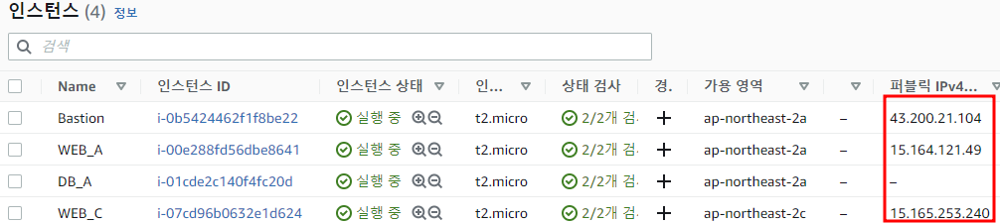 인스턴스 (4) 정보
검색
Name 인스턴스 ID 인스턴스 상태 인... 상태 검사 경. 가용 영역 퍼블릭 IPv4...
Bastion i-0b5424462f1f8be22 실행 중 t2.micro 2/2개 검. + ap-northeast-2a – 43.200.21.104
WEB_A i-00e288fd56dbe8641 실행 중 t2.micro 2/2개 검. + ap-northeast-2a – 15.164.121.49
DB_A i-01cde2c140f4fc20d 실행 중 t2.micro 2/2개 검. + ap-northeast-2a – –
WEB_C i-07cd96b0632e1d624 실행 중 t2.micro 2/2개 검. + ap-northeast-2c – 15.165.253.240